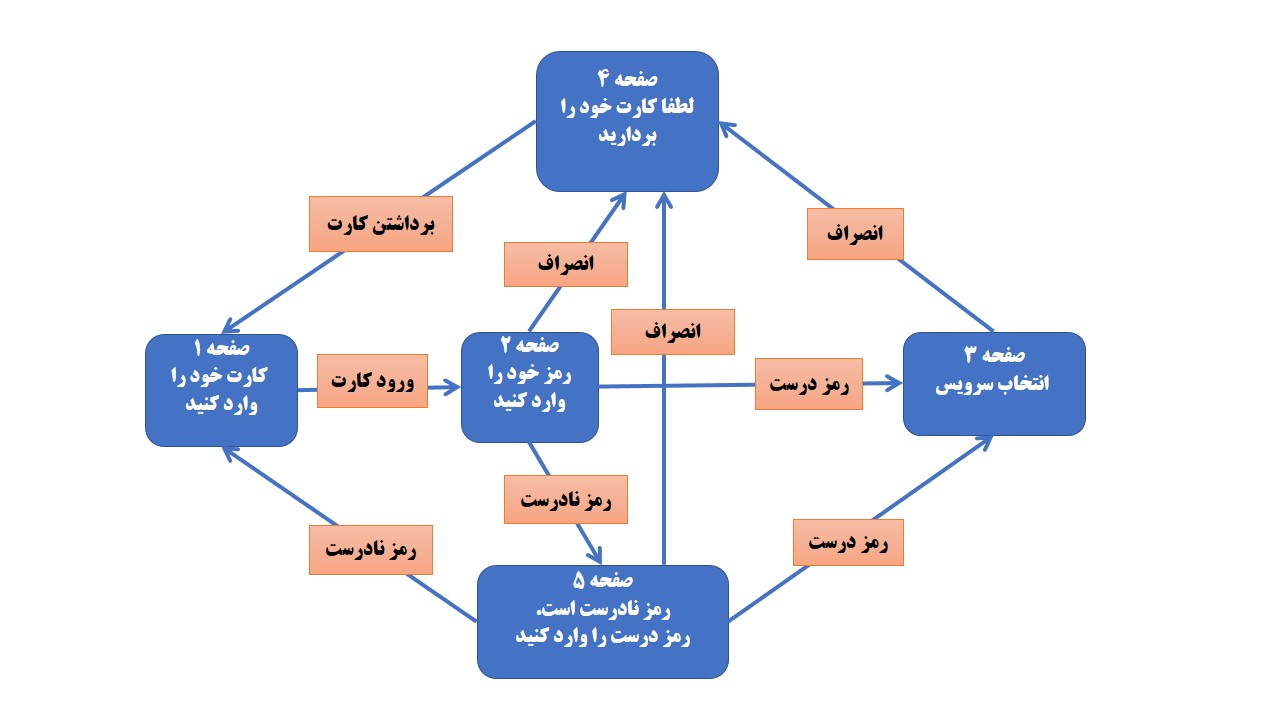 صفحه ۴
لطفا کارت خود را
بردارید
برداشتن کارت
انصراف
انصراف
انصراف
صفحه ۱
کارت خود را
وارد کنید
ورود کارت
صفحه ۲
رمز خود را
وارد کنید
رمز درست
صفحه ۳
انتخاب سرویس
رمز نادرست
رمز نادرست
رمز درست
صفحه ۵
رمز نادرست است.
رمز درست را وارد کنید